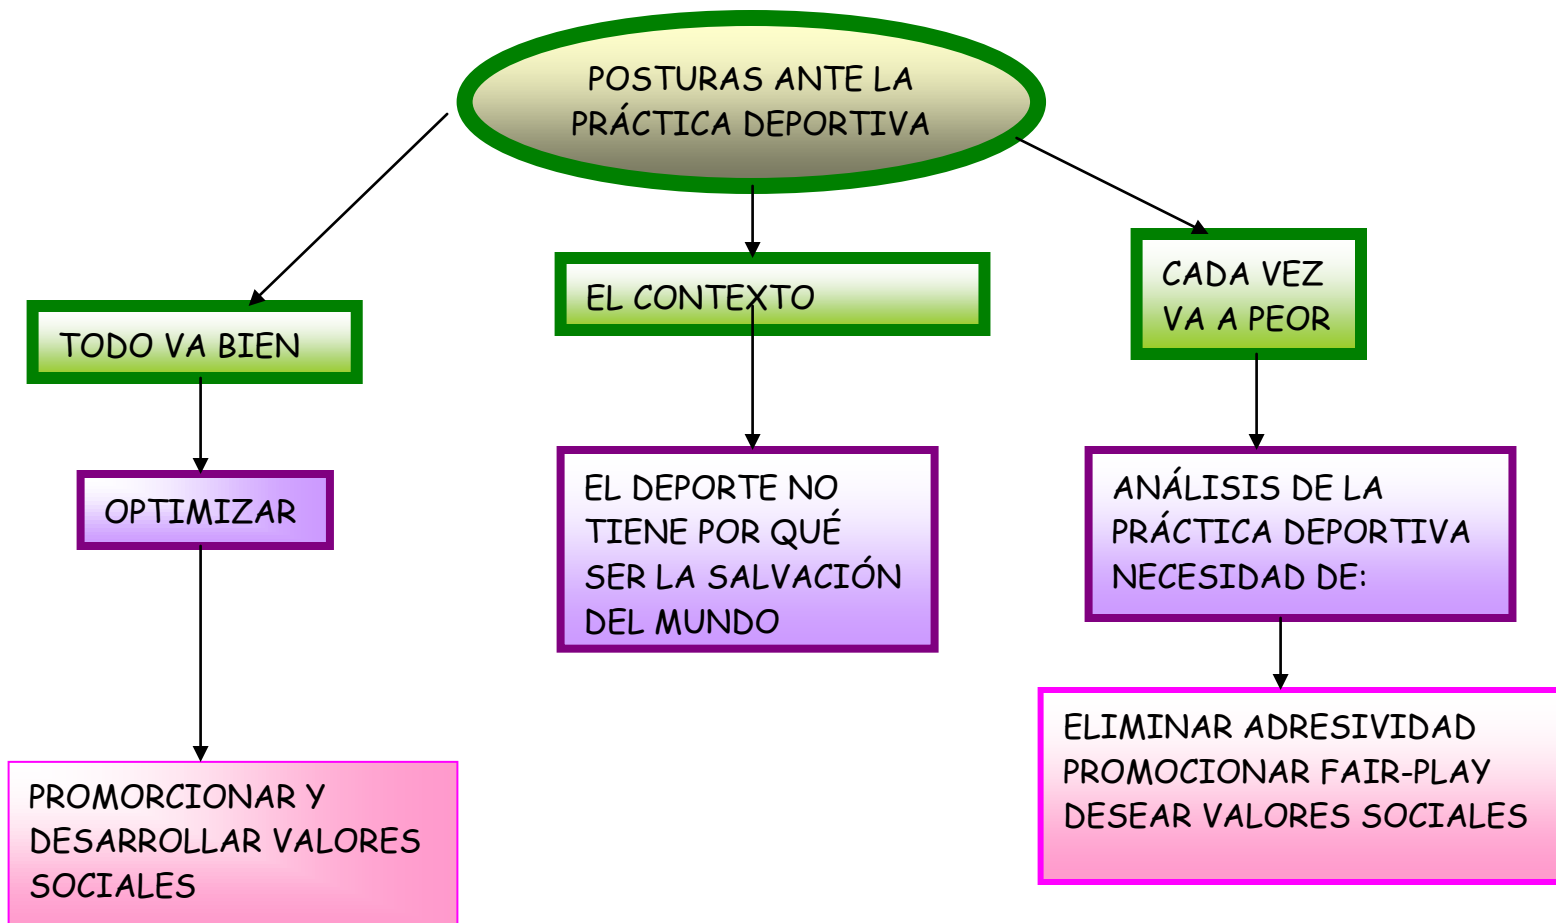 POSTURAS ANTE LA
PRÁCTICA DEPORTIVA
TODO VA BIEN
EL CONTEXTO
CADA VEZ
VA A PEOR
OPTIMIZAR
EL DEPORTE NO
TIENE POR QUÉ
SER LA SALVACIÓN
DEL MUNDO
ANÁLISIS DE LA
PRÁCTICA DEPORTIVA
NECESIDAD DE:
PROMORCIONAR Y
DESARROLLAR VALORES
SOCIALES
ELIMINAR ADRESIVIDAD
PROMOCIONAR FAIR-PLAY
DESEAR VALORES SOCIALES